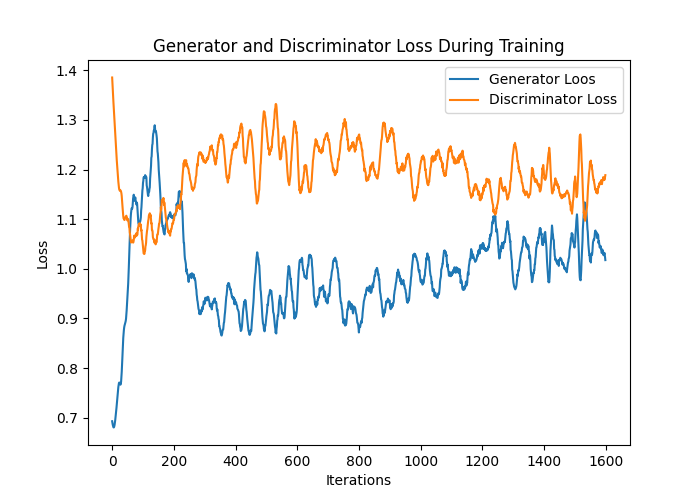 Generator and Discriminator Loss During Training
Generator Loos
Discriminator Loss
1.4
1.3
1.2
1.1
1.0
0.9
0.8
0.7
Loss
0 200 400 600 800 1000 1200 1400 1600
Iterations